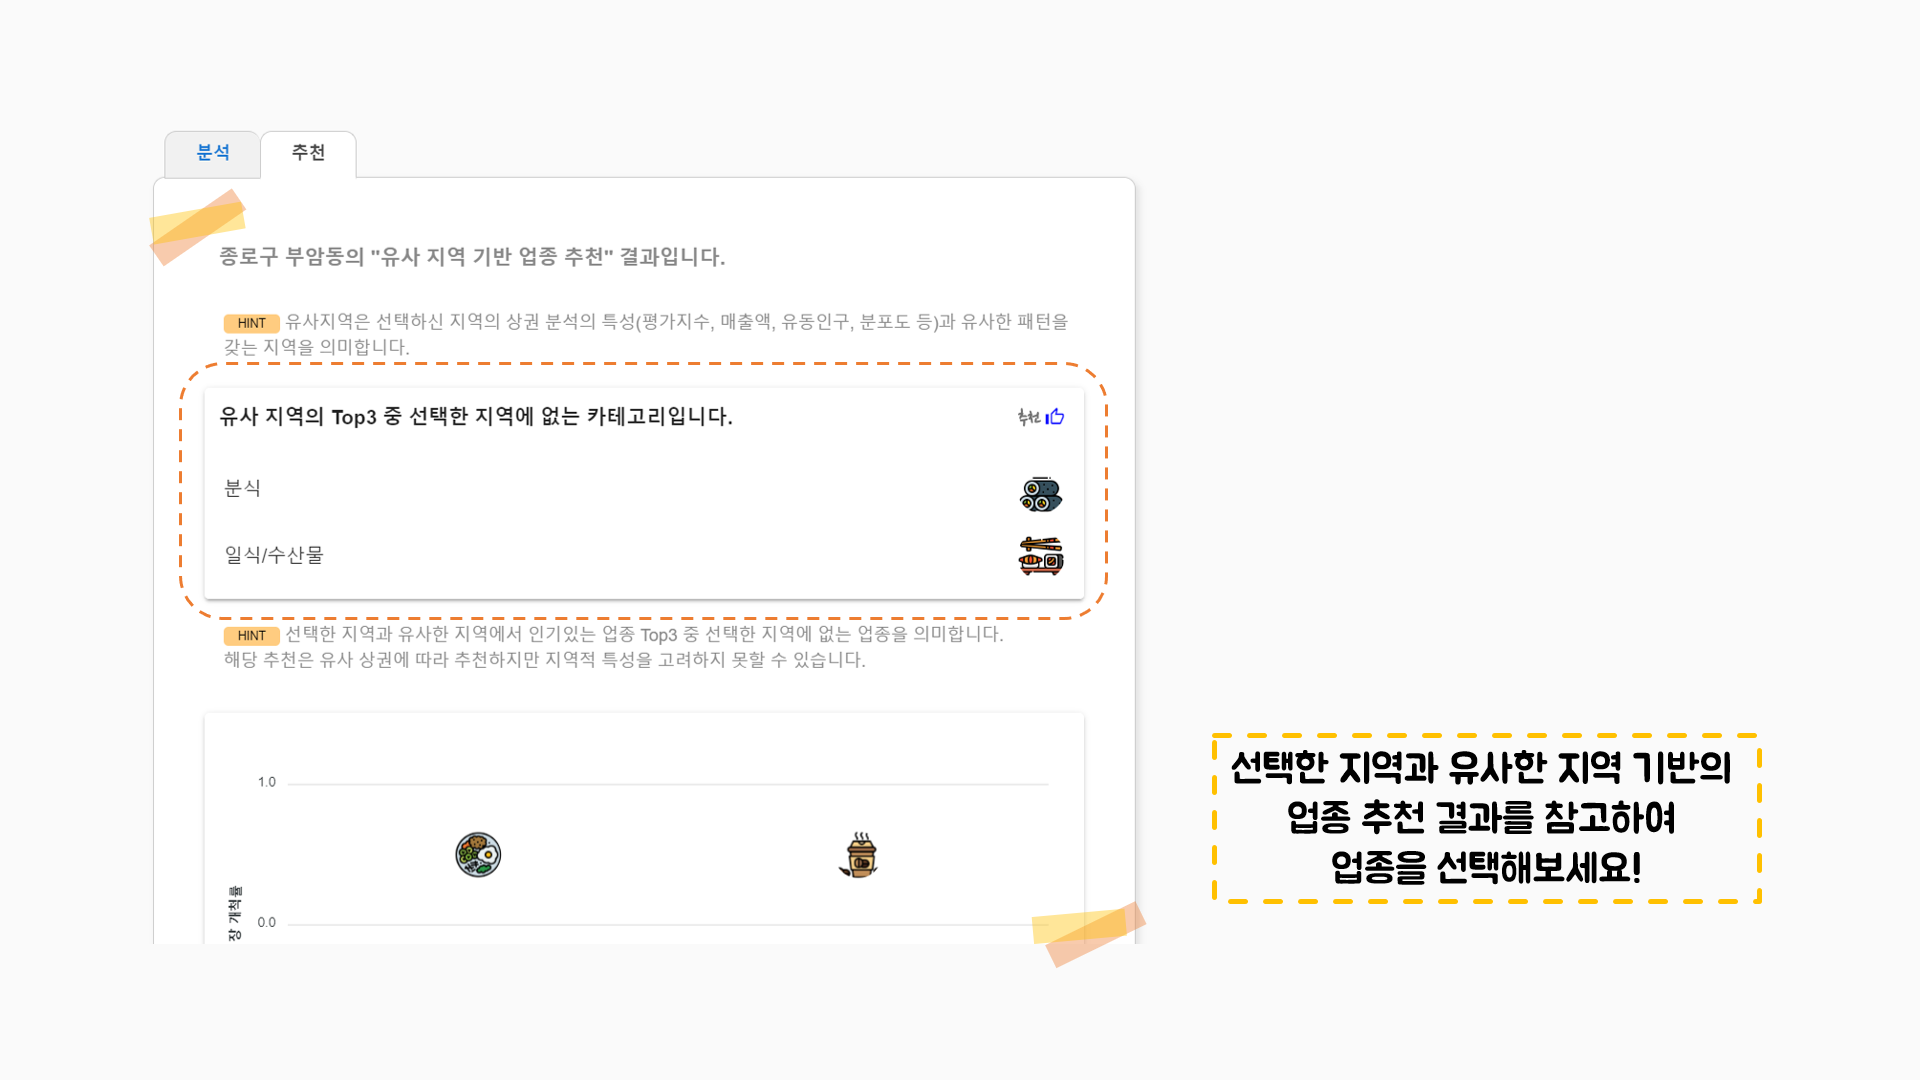 분석
추천
종로구 부암동의 "유사 지역 기반 업종 추천" 결과입니다.
HINT 유사지역은 선택하신 지역의 상권 분석의 특성(평가지수, 매출액, 유동인구, 분포도 등)과 유사한 패턴을
갖는 지역을 의미합니다.
유사 지역의 Top3 중 선택한 지역에 없는 카테고리입니다.
추천
분식
일식/수산물
HINT 선택한 지역과 유사한 지역에서 인기있는 업종 Top3 중 선택한 지역에 없는 업종을 의미합니다.
해당 추천은 유사 상권에 따라 추천하지만 지역적 특성을 고려하지 못할 수 있습니다.
1.0
0.0
장 개척률
선택한 지역과 유사한 지역 기반의
업종 추천 결과를 참고하여
업종을 선택해보세요!